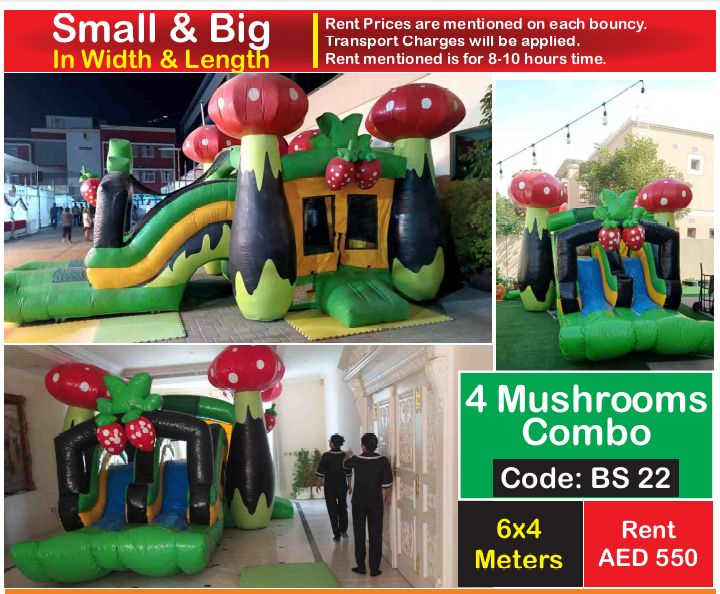 Small & Big
In Width & Length
Rent Prices are mentioned on each bouncy.
Transport Charges will be applied.
Rent mentioned is for 8-10 hours time.
4 Mushrooms
Combo
Code: BS 22
6x4
Meters
Rent
AED 550